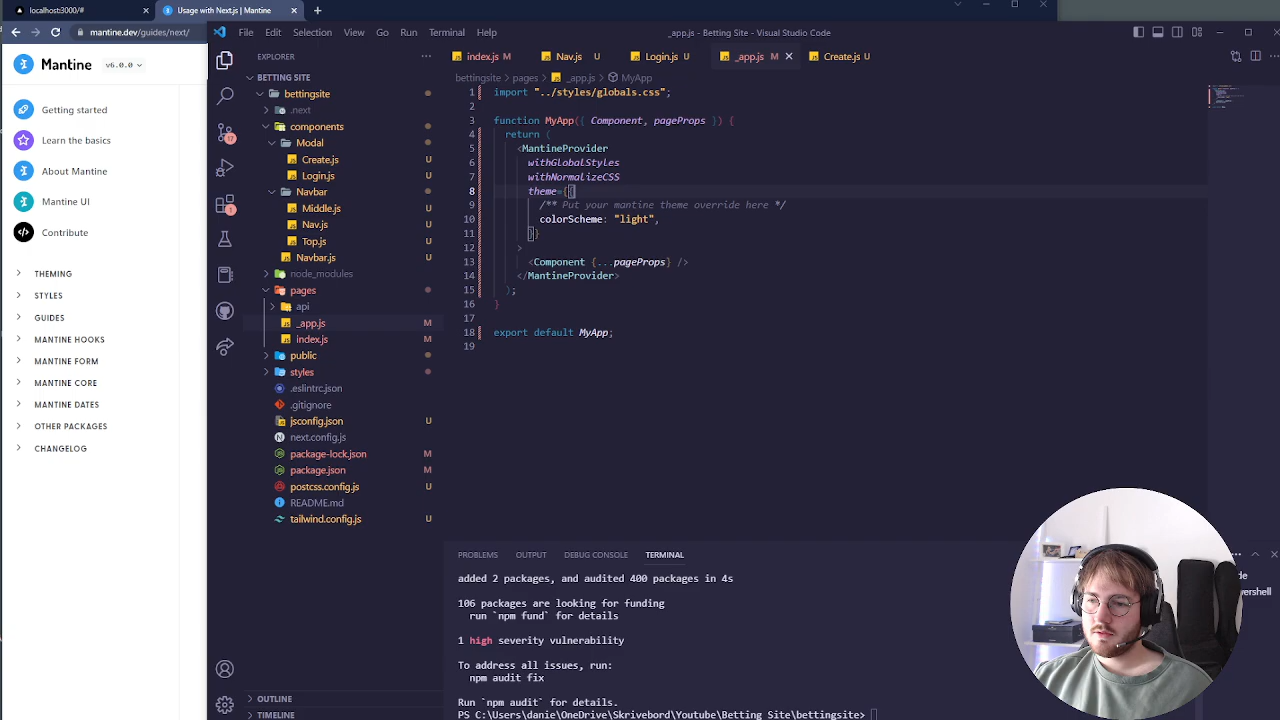 localhost:3000/#
Usage with Next.js | Mantine
mantine.dev/guides/next/
Mantine
v6.0.0
Getting started
Learn the basics
About Mantine
Mantine UI
Contribute
THEMING
STYLES
GUIDES
MANTINE HOOKS
MANTINE FORM
MANTINE CORE
MANTINE DATES
OTHER PACKAGES
CHANGELOG
File Edit Selection View Go Run Terminal Help
_app.js - Betting Site - Visual Studio Code
EXPLORER
BETTING SITE
bettingsite
.next
components
Modal
Create.js U
Login.js U
Navbar
Middle.js U
Nav.js U
Top.js U
Navbar.js U
node_modules
pages
api
_app.js M
index.js M
public
styles
.eslintrc.json
.gitignore
jsconfig.json U
next.config.js
package-lock.json M
package.json M
postcss.config.js U
README.md
tailwind.config.js U
OUTLINE
TIMELINE
17
1
index.js M
Nav.js U
Login.js U
_app.js M
Create.js U
bettingsite > pages > _app.js > MyApp
1 import "../styles/globals.css";
2
3 function MyApp({ Component, pageProps }) {
4 return (
5 <MantineProvider
6 withGlobalStyles
7 withNormalizeCSS
8 theme={{
9 /** Put your mantine theme override here */
10 colorScheme: "light",
11 }}
12 >
13 <Component {...pageProps} />
14 </MantineProvider>
15 );
16 }
17
18 export default MyApp;
19
PROBLEMS OUTPUT DEBUG CONSOLE TERMINAL
added 2 packages, and audited 400 packages in 4s
106 packages are looking for funding
run `npm fund` for details
1 high severity vulnerability
To address all issues, run:
npm audit fix
Run `npm audit` for details.
PS C:\Users\danie\OneDrive\Skrivebord\Youtube\Betting Site\bettingsite>